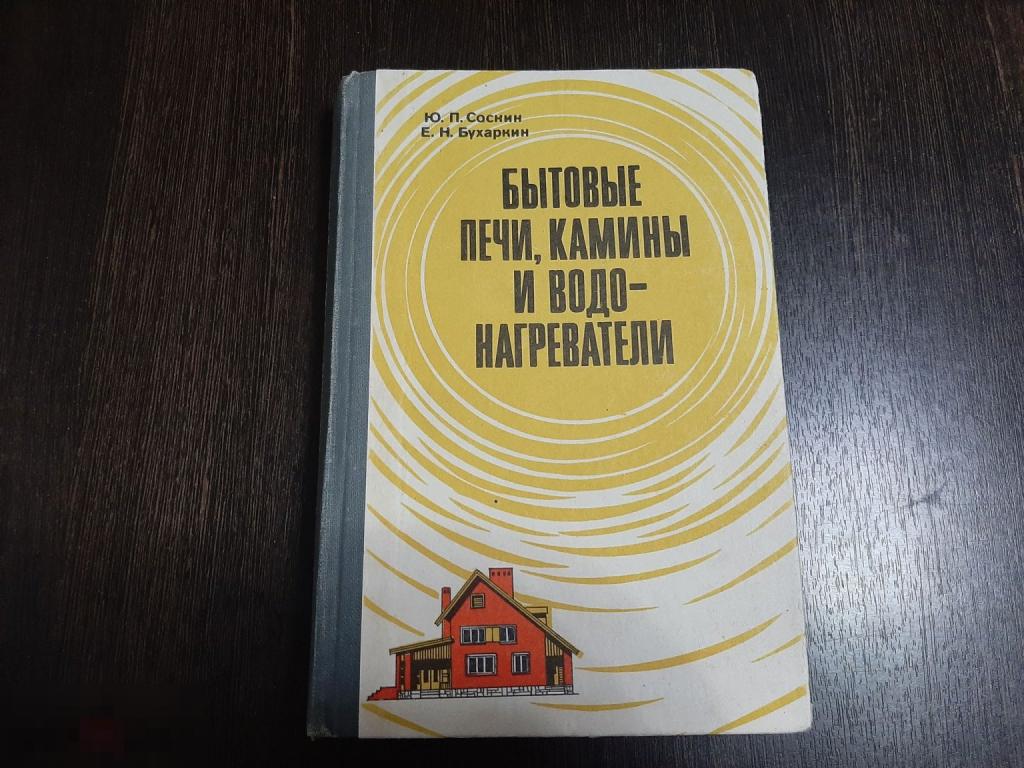 Ю. П. Соснин
Е. Н. Бухаркин
БЫТОВЫЕ
ПЕЧИ, КАМИНЫ
И ВОДО-
НАГРЕВАТЕЛИ